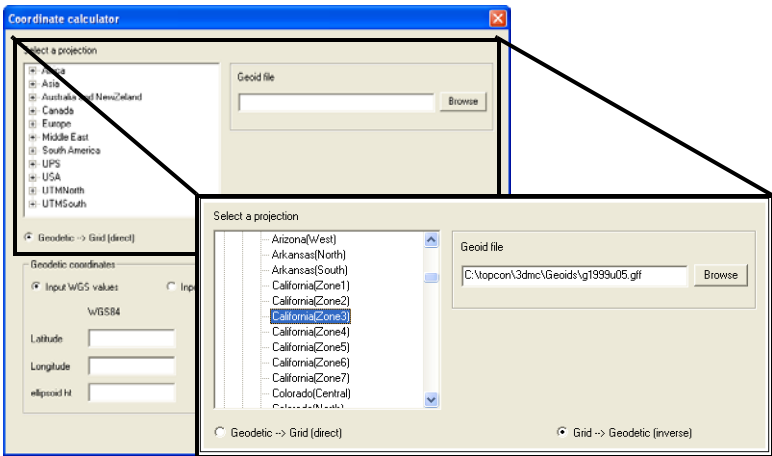 Coordinate calculator
Select a projection
Africa
Asia
Australia and NewZeland
Canada
Europe
Middle East
South America
UPS
USA
UTMNorth
UTMSouth
Geoid file
Browse
Geodetic --> Grid (direct)
Geodetic coordinates
Input WGS values
WGS84
Latitude
Longitude
ellipsoid ht
Select a projection
Arizona(West)
Arkansas(North)
Arkansas(South)
California(Zone1)
California(Zone2)
California(Zone3)
California(Zone4)
California(Zone5)
California(Zone6)
California(Zone7)
Colorado(Central)
Geoid file
C:\topcon\3dmc\Geoids\g1999u05.gff
Browse
Geodetic --> Grid (direct)
Grid --> Geodetic (inverse)